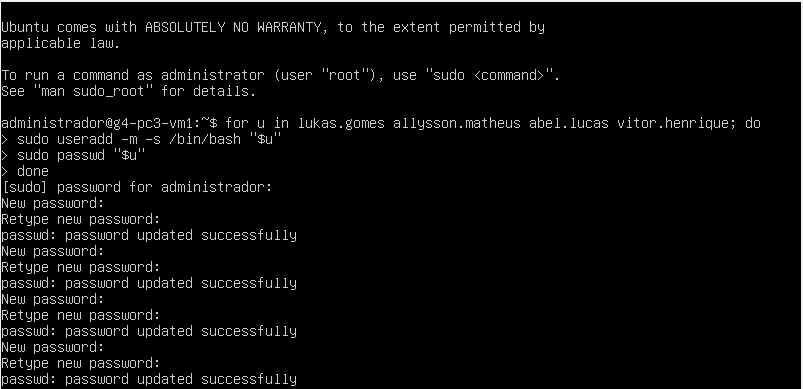 Ubuntu comes with ABSOLUTELY NO WARRANTY, to the extent permitted by
applicable law.
To run a command as administrator (user "root"), use "sudo <command>".
See "man sudo_root" for details.
administrador@g4-pc3-vm1:~$ for u in lukas.gomes allysson.matheus abel.lucas vitor.henrique; do
> sudo useradd -m -s /bin/bash "$u"
> sudo passwd "$u"
> done
[sudo] password for administrador:
New password:
Retype new password:
passwd: password updated successfully
New password:
Retype new password:
passwd: password updated successfully
New password:
Retype new password:
passwd: password updated successfully
New password:
Retype new password:
passwd: password updated successfully